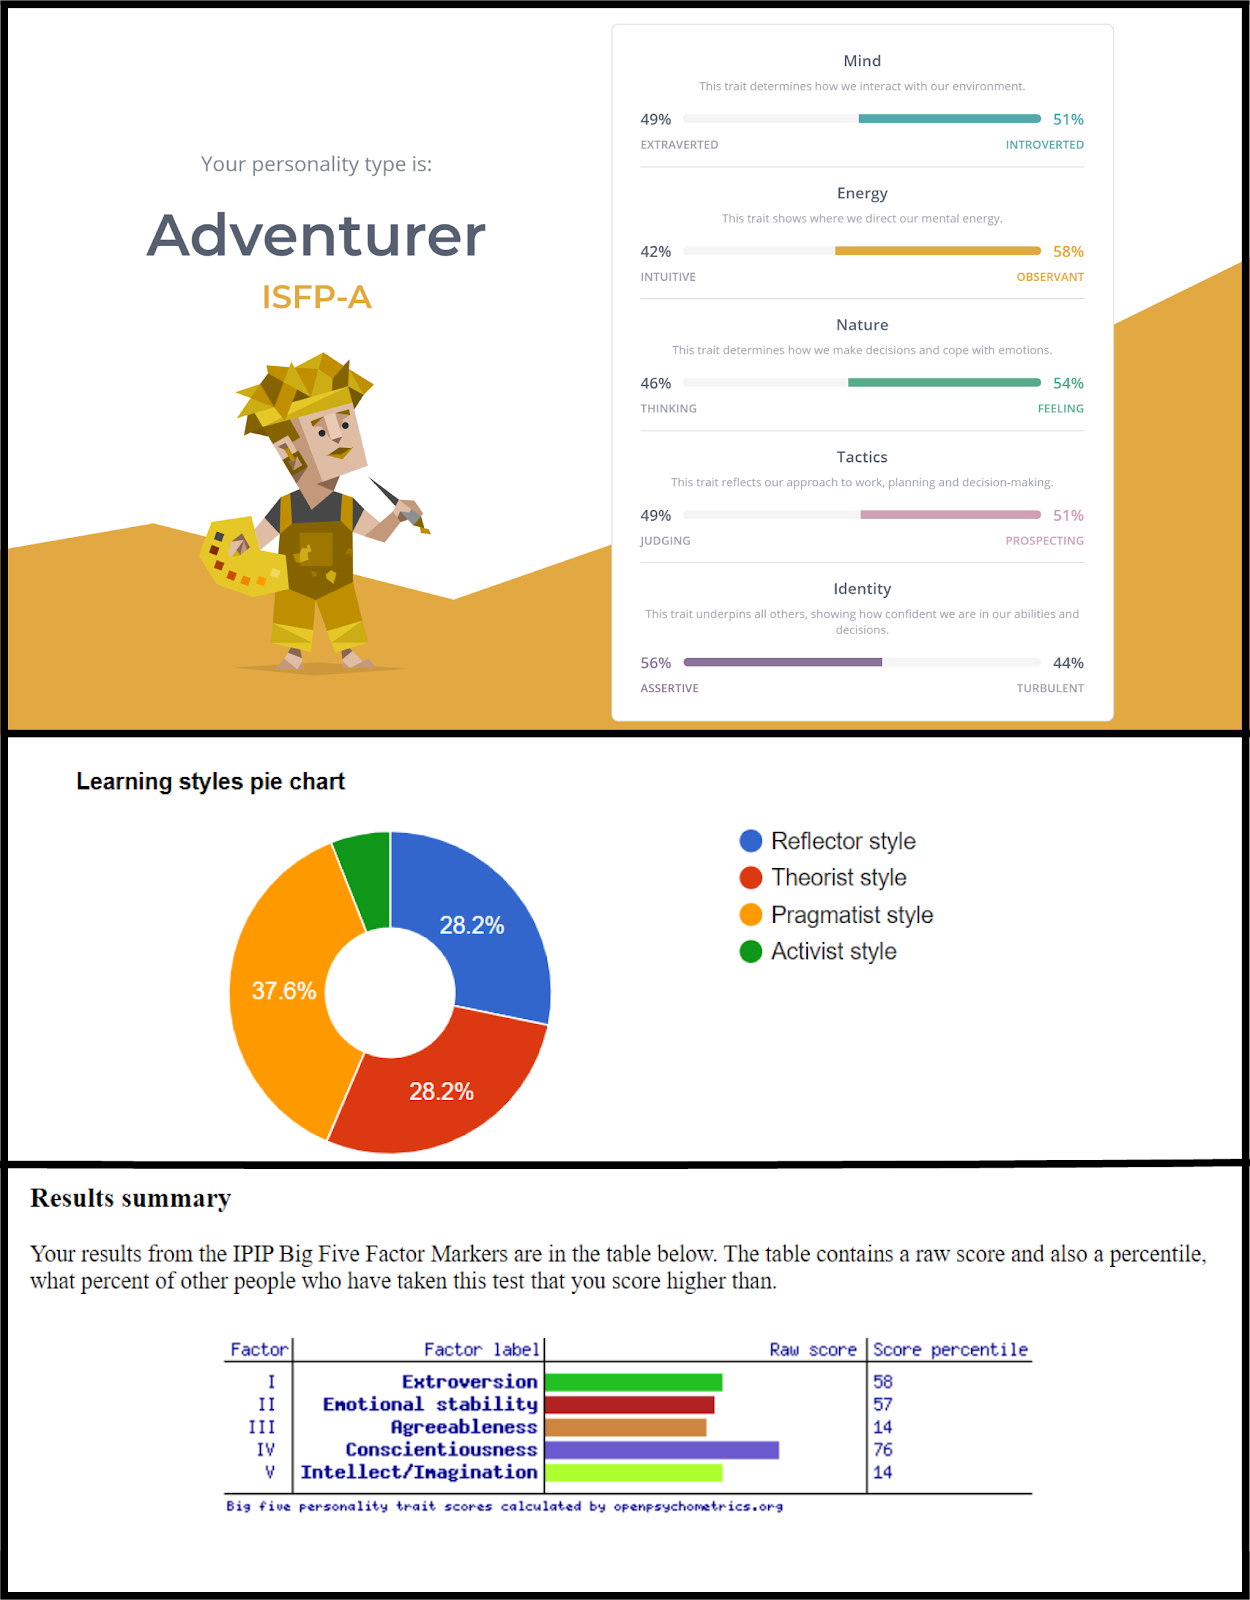 Your personality type is:
Adventurer
ISFP-A
Mind
This trait determines how we interact with our environment.
49% 51%
EXTRAVERTED INTROVERTED
Energy
This trait shows where we direct our mental energy.
42% 58%
INTUITIVE OBSERVANT
Nature
This trait determines how we make decisions and cope with emotions.
46% 54%
THINKING FEELING
Tactics
This trait reflects our approach to work, planning and decision-making.
49% 51%
JUDGING PROSPECTING
Identity
This trait underpins all others, showing how confident we are in our abilities and
decisions.
56% 44%
ASSERTIVE TURBULENT
Learning styles pie chart
28.2%
28.2%
37.6%
Reflector style
Theorist style
Pragmatist style
Activist style
Results summary
Your results from the IPIP Big Five Factor Markers are in the table below. The table contains a raw score and also a percentile,
what percent of other people who have taken this test that you score higher than.
Factor Factor label Raw score Score percentile
I Extroversion 58
II Emotional stability 57
III Agreeableness 14
IV Conscientiousness 76
V Intellect/Imagination 14
Big five personality trait scores calculated by openpsychometrics.org